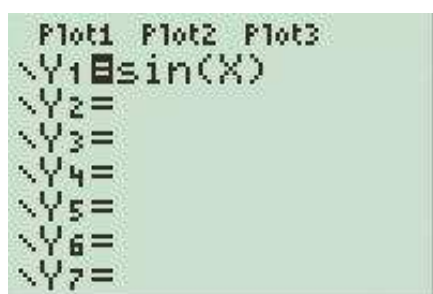 Plot1 Plot2 Plot3
\Y1=sin(X)
\Y2=
\Y3=
\Y4=
\Y5=
\Y6=
\Y7=